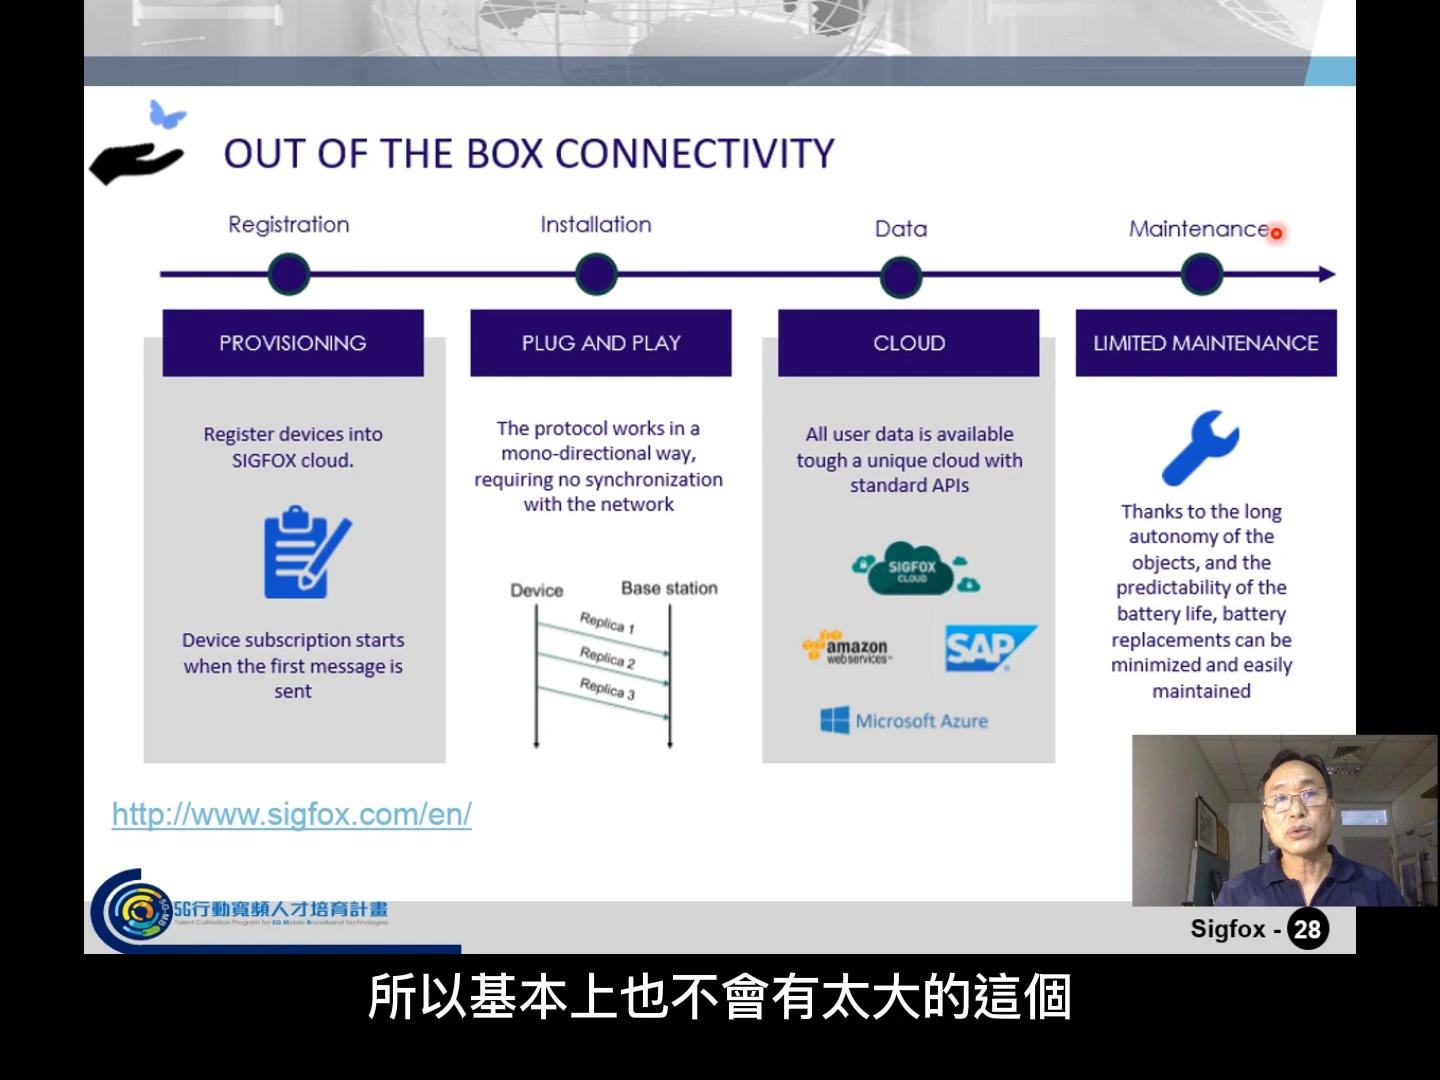 OUT OF THE BOX CONNECTIVITY
Registration
Installation
Data
Maintenance
PROVISIONING
PLUG AND PLAY
CLOUD
LIMITED MAINTENANCE
Register devices into
SIGFOX cloud.
Device subscription starts
when the first message is
sent
The protocol works in a
mono-directional way,
requiring no synchronization
with the network
Device
Base station
Replica 1
Replica 2
Replica 3
All user data is available
tough a unique cloud with
standard APIs
SIGFOX
CLOUD
amazon
webservices™
SAP
Microsoft Azure
Thanks to the long
autonomy of the
objects, and the
predictability of the
battery life, battery
replacements can be
minimized and easily
maintained
http://www.sigfox.com/en/
5G-MB
5G行動寬頻人才培育計畫
Talent Cultivation Program for 5G Mobile Broadband Technologies
Sigfox - 28
所以基本上也不會有太大的這個